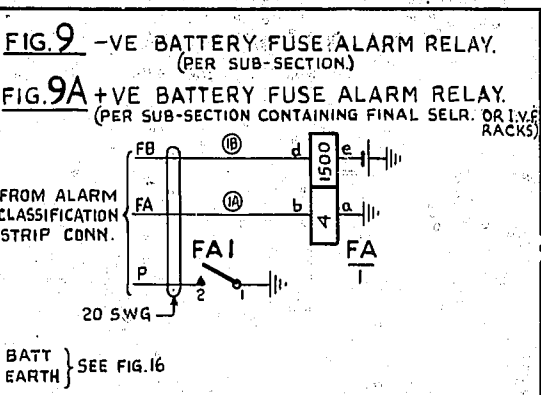 FIG. 9 -VE BATTERY FUSE ALARM RELAY.
(PER SUB-SECTION.)
FIG. 9A +VE BATTERY FUSE ALARM RELAY.
(PER SUB-SECTION CONTAINING FINAL SELR. OR I.V.F. RACKS)
FB 1B d 1500 e
FROM ALARM
CLASSIFICATION
STRIP CONN.
FA 1A b 4 a
FA1
FA
1
P 2 1
20 SWG
BATT
EARTH } SEE FIG.16